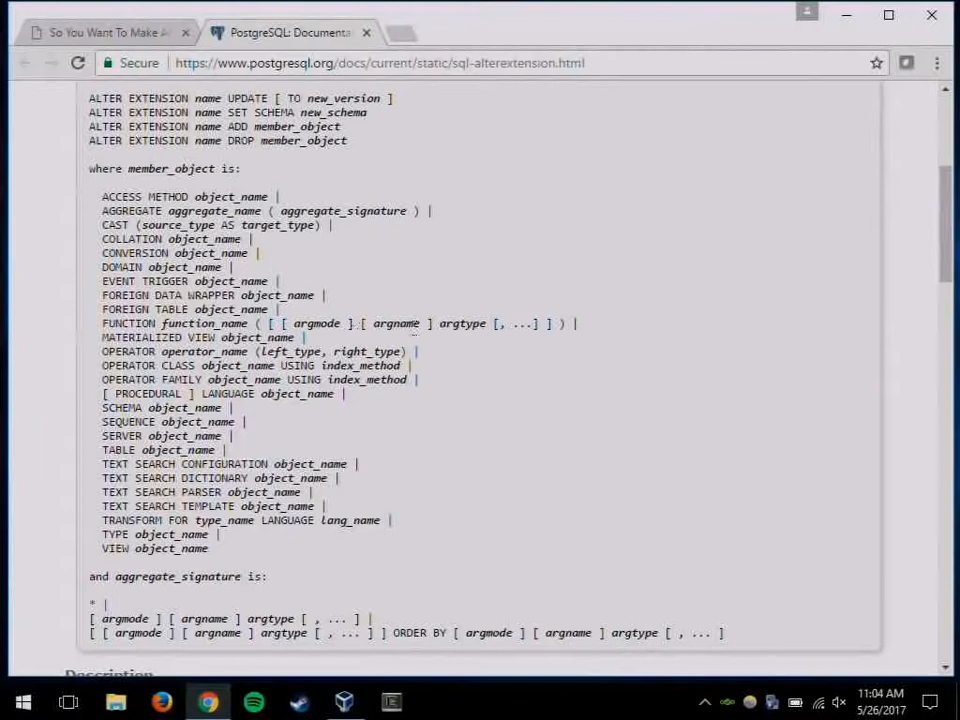 So You Want To Make A
PostgreSQL: Documenta
Secure
https://www.postgresql.org/docs/current/static/sql-alterextension.html
ALTER EXTENSION name UPDATE [ TO new_version ]
ALTER EXTENSION name SET SCHEMA new_schema
ALTER EXTENSION name ADD member_object
ALTER EXTENSION name DROP member_object
where member_object is:
ACCESS METHOD object_name |
AGGREGATE aggregate_name ( aggregate_signature ) |
CAST (source_type AS target_type) |
COLLATION object_name |
CONVERSION object_name |
DOMAIN object_name |
EVENT TRIGGER object_name |
FOREIGN DATA WRAPPER object_name |
FOREIGN TABLE object_name |
FUNCTION function_name ( [ [ argmode ] [ argname ] argtype [, ...] ] ) |
MATERIALIZED VIEW object_name |
OPERATOR operator_name (left_type, right_type) |
OPERATOR CLASS object_name USING index_method |
OPERATOR FAMILY object_name USING index_method |
[ PROCEDURAL ] LANGUAGE object_name |
SCHEMA object_name |
SEQUENCE object_name |
SERVER object_name |
TABLE object_name |
TEXT SEARCH CONFIGURATION object_name |
TEXT SEARCH DICTIONARY object_name |
TEXT SEARCH PARSER object_name |
TEXT SEARCH TEMPLATE object_name |
TRANSFORM FOR type_name LANGUAGE lang_name |
TYPE object_name |
VIEW object_name
and aggregate_signature is:
* |
[ argmode ] [ argname ] argtype [ , ... ] |
[ [ argmode ] [ argname ] argtype [ , ... ] ] ORDER BY [ argmode ] [ argname ] argtype [ , ... ]
Description
11:04 AM
5/26/2017